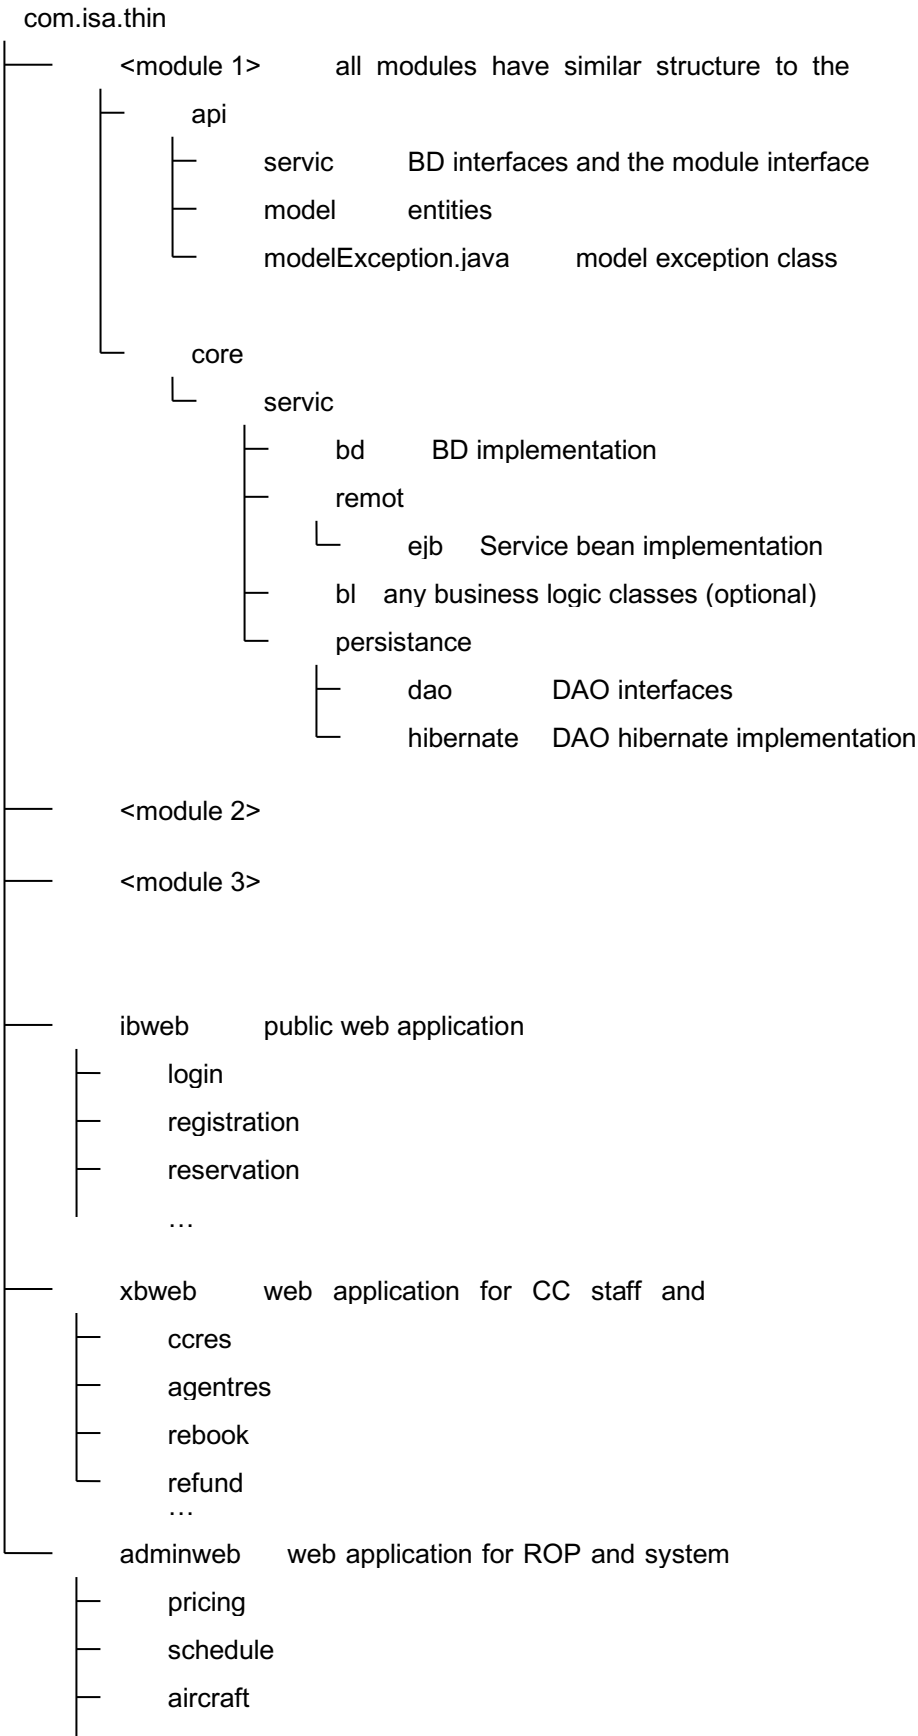 com.isa.thin
<module 1> all modules have similar structure to the
api
servic BD interfaces and the module interface
model entities
modelException.java model exception class
core
servic
bd BD implementation
remot
ejb Service bean implementation
bl any business logic classes (optional)
persistance
dao DAO interfaces
hibernate DAO hibernate implementation
<module 2>
<module 3>
ibweb public web application
login
registration
reservation
…
xbweb web application for CC staff and
ccres
agentres
rebook
refund
…
adminweb web application for ROP and system
pricing
schedule
aircraft